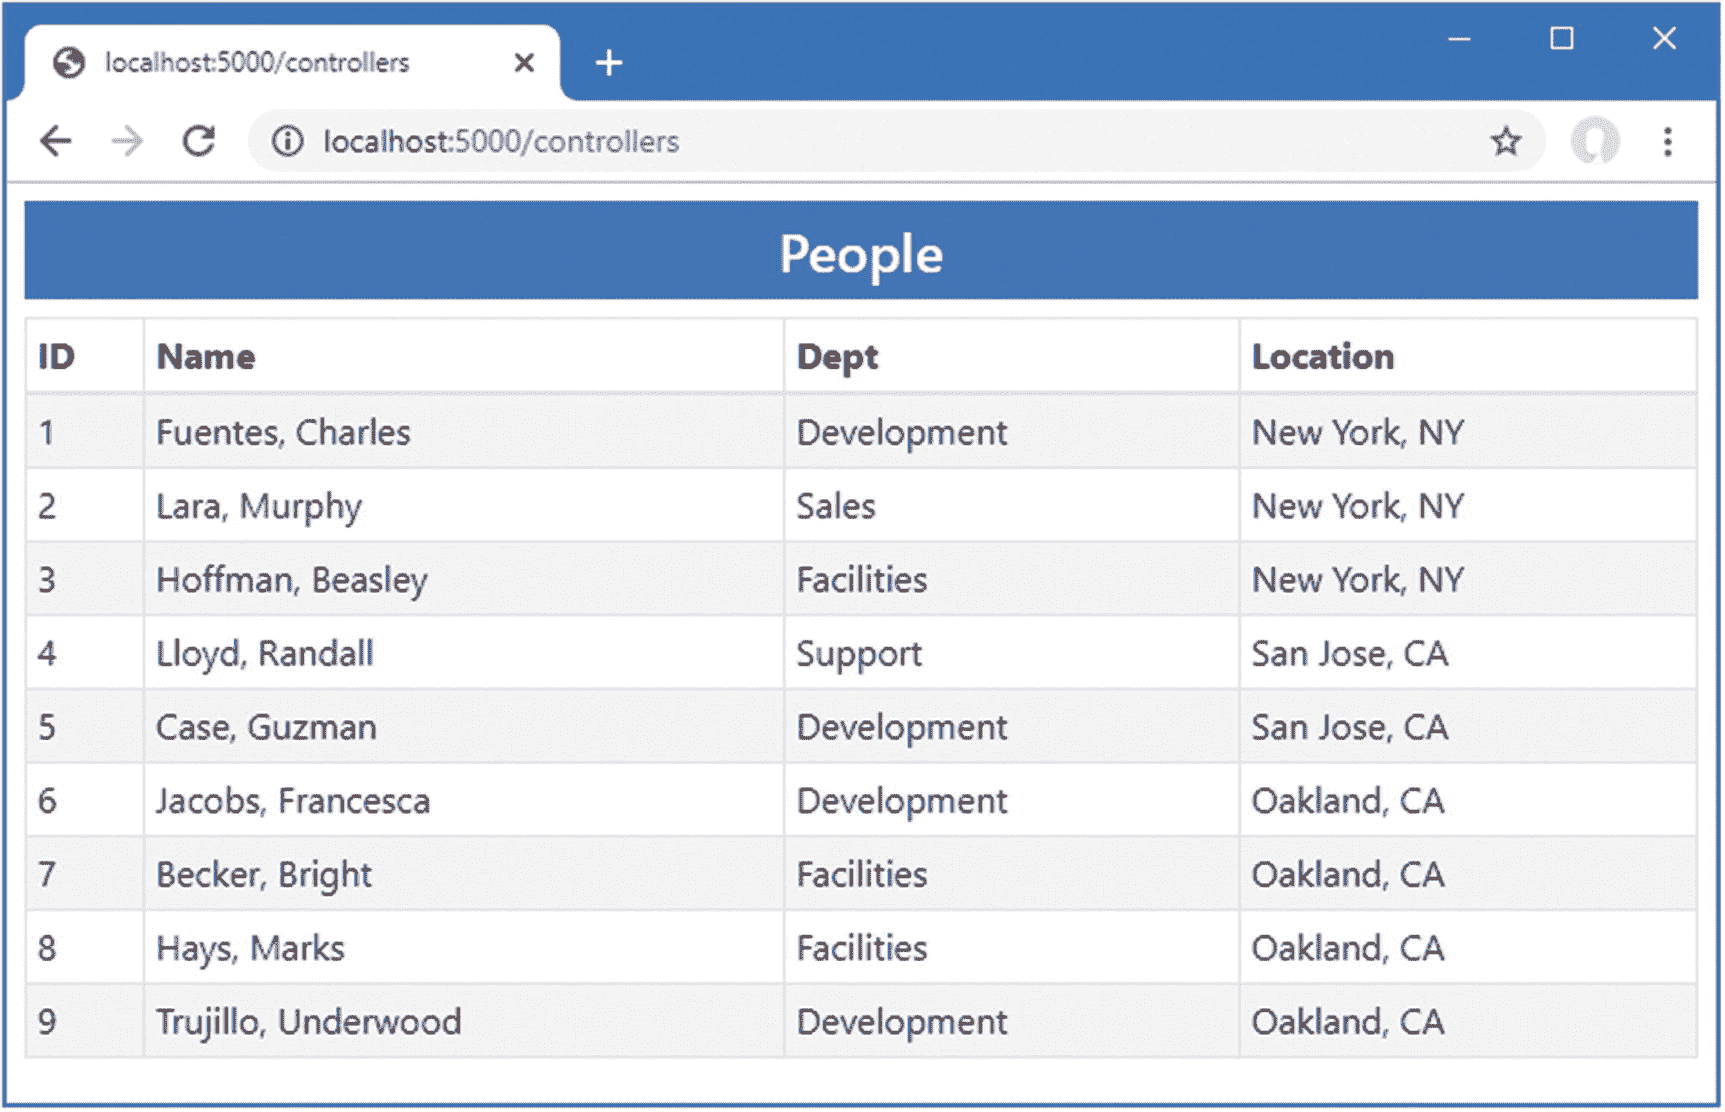 localhost:5000/controllers
localhost:5000/controllers
People
ID Name Dept Location
1 Fuentes, Charles Development New York, NY
2 Lara, Murphy Sales New York, NY
3 Hoffman, Beasley Facilities New York, NY
4 Lloyd, Randall Support San Jose, CA
5 Case, Guzman Development San Jose, CA
6 Jacobs, Francesca Development Oakland, CA
7 Becker, Bright Facilities Oakland, CA
8 Hays, Marks Facilities Oakland, CA
9 Trujillo, Underwood Development Oakland, CA